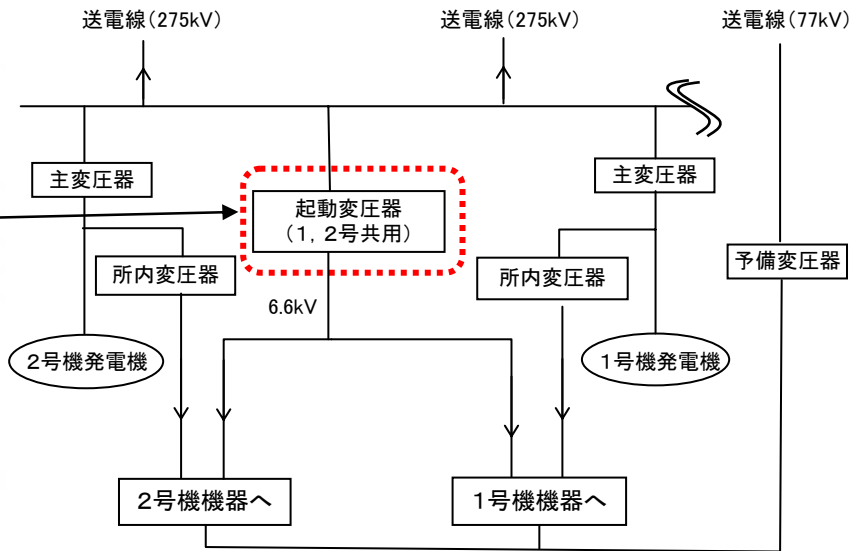 送電線(275kV)
送電線(275kV)
送電線(77kV)
主変圧器
起動変圧器
(1,2号共用)
主変圧器
所内変圧器
所内変圧器
予備変圧器
6.6kV
2号機発電機
1号機発電機
2号機機器へ
1号機機器へ